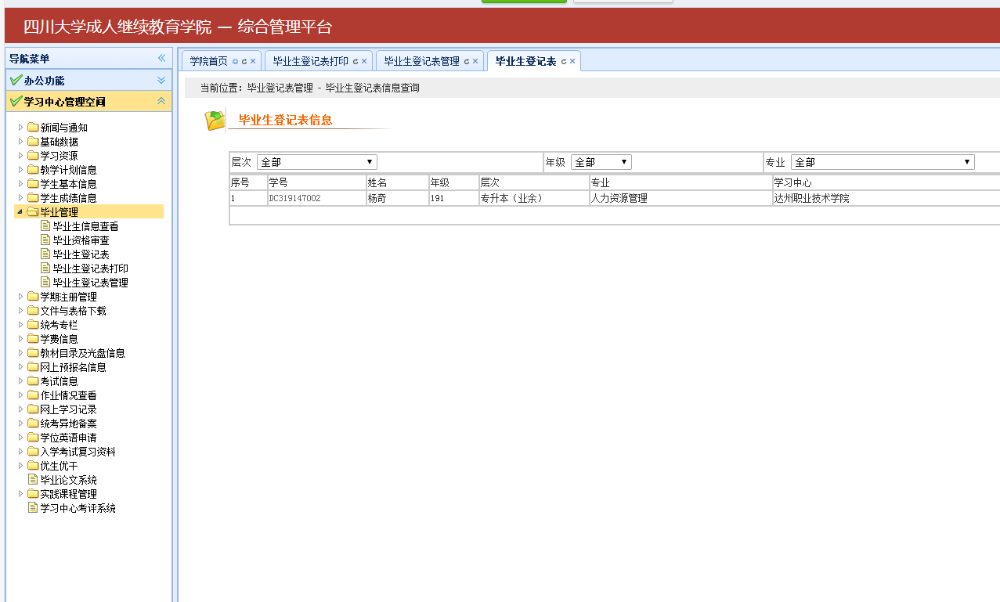 四川大学成人继续教育学院 — 综合管理平台
导航菜单
办公功能
学习中心管理空间
新闻与通知
基础数据
学习资源
教学计划信息
学生基本信息
学生成绩信息
毕业管理
毕业生信息查看
毕业资格审查
毕业生登记表
毕业生登记表打印
毕业生登记表管理
学期注册管理
文件与表格下载
统考专栏
学费信息
教材目录及光盘信息
网上预报名信息
考试信息
作业情况查看
网上学习记录
统考异地备案
学位英语申请
入学考试复习资料
优生优干
毕业论文系统
实践课程管理
学习中心考评系统
学院首页 毕业生登记表打印 毕业生登记表管理 毕业生登记表
当前位置：毕业登记表管理 - 毕业生登记表信息查询
毕业生登记表信息
层次 全部 年级 全部 专业 全部
序号 学号 姓名 年级 层次 专业 学习中心
1 DC319147002 杨奇 191 专升本（业余） 人力资源管理 达州职业技术学院